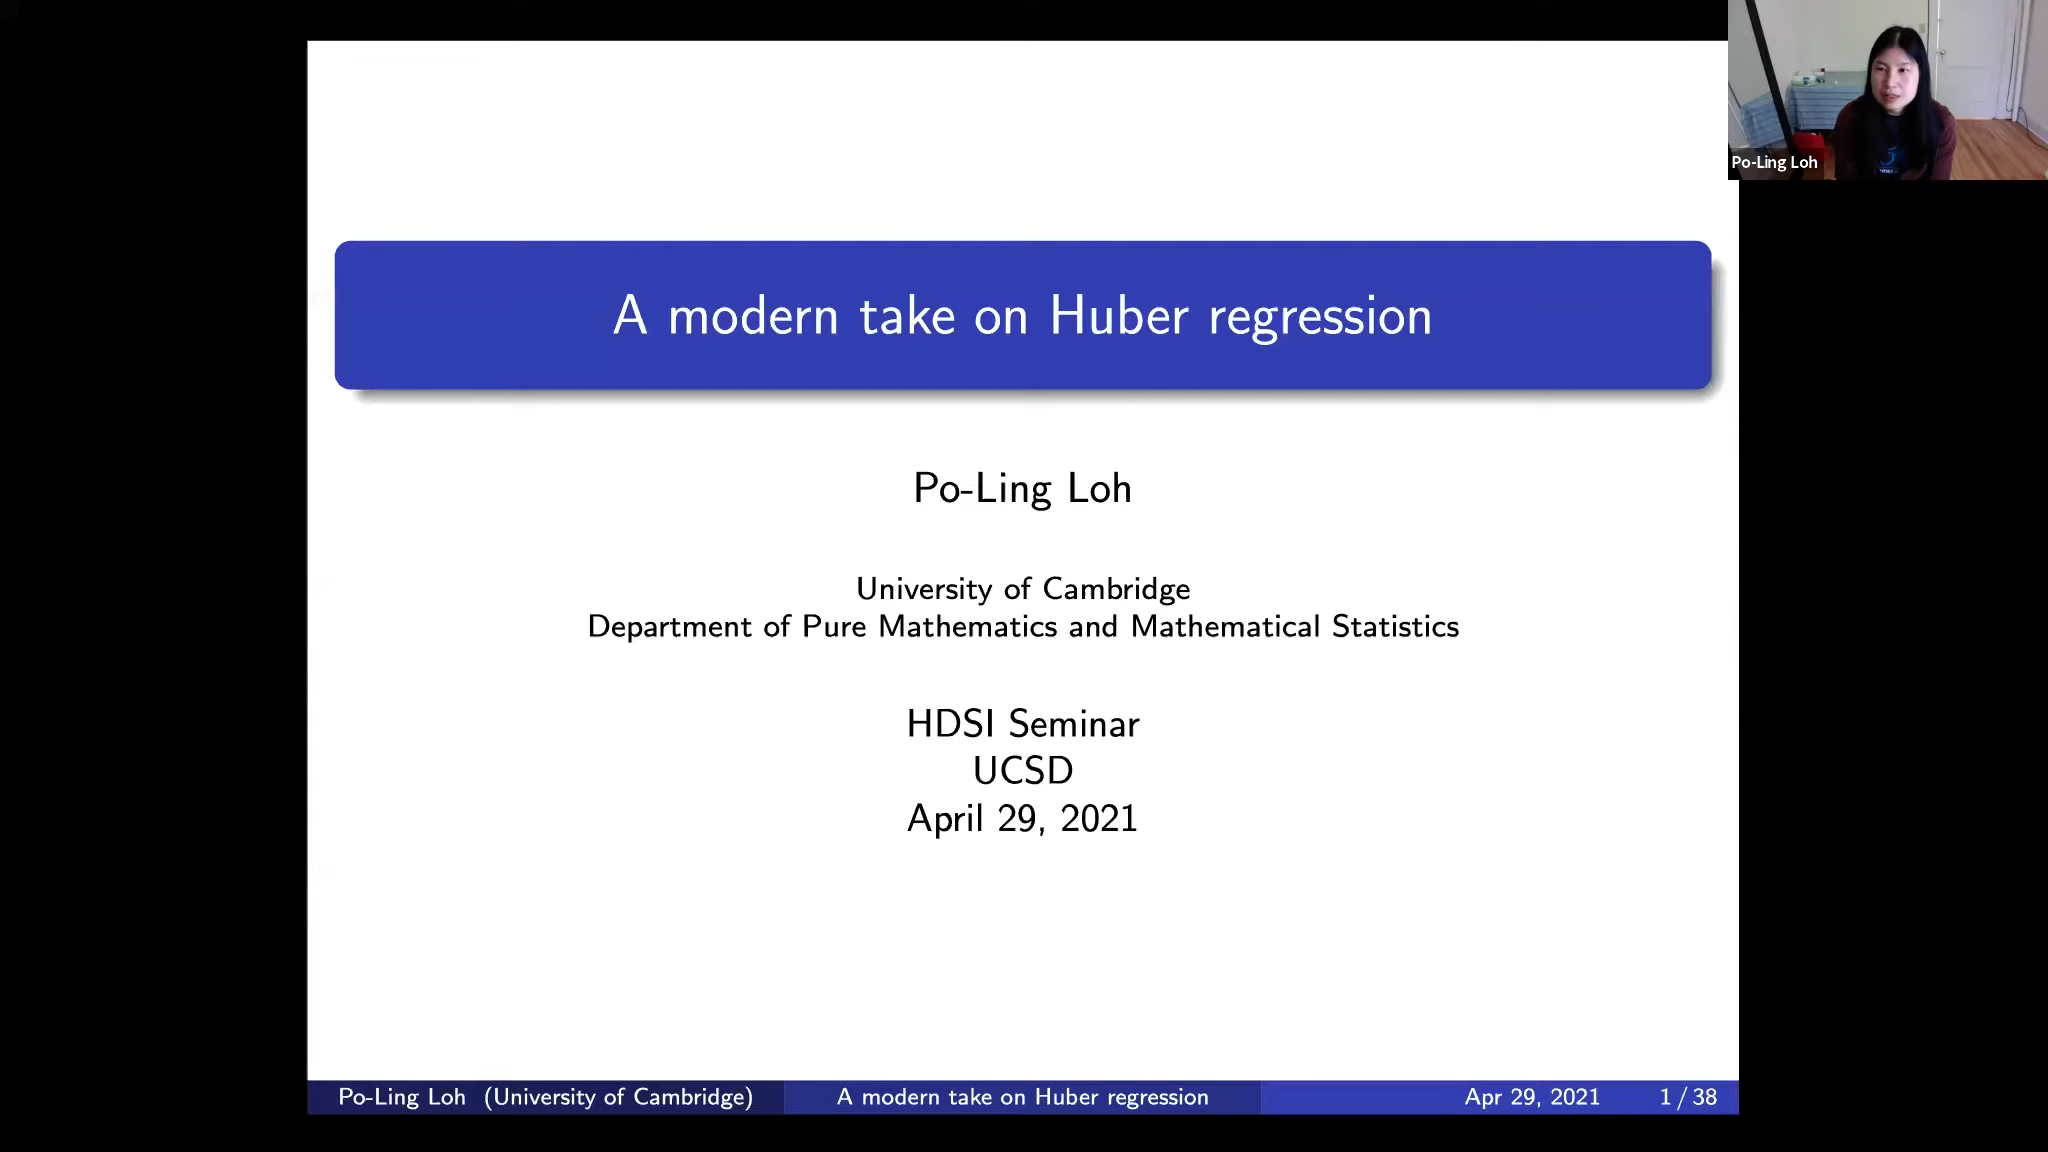 Po-Ling Loh
A modern take on Huber regression
Po-Ling Loh
University of Cambridge
Department of Pure Mathematics and Mathematical Statistics
HDSI Seminar
UCSD
April 29, 2021
Po-Ling Loh (University of Cambridge) A modern take on Huber regression Apr 29, 2021 1 / 38